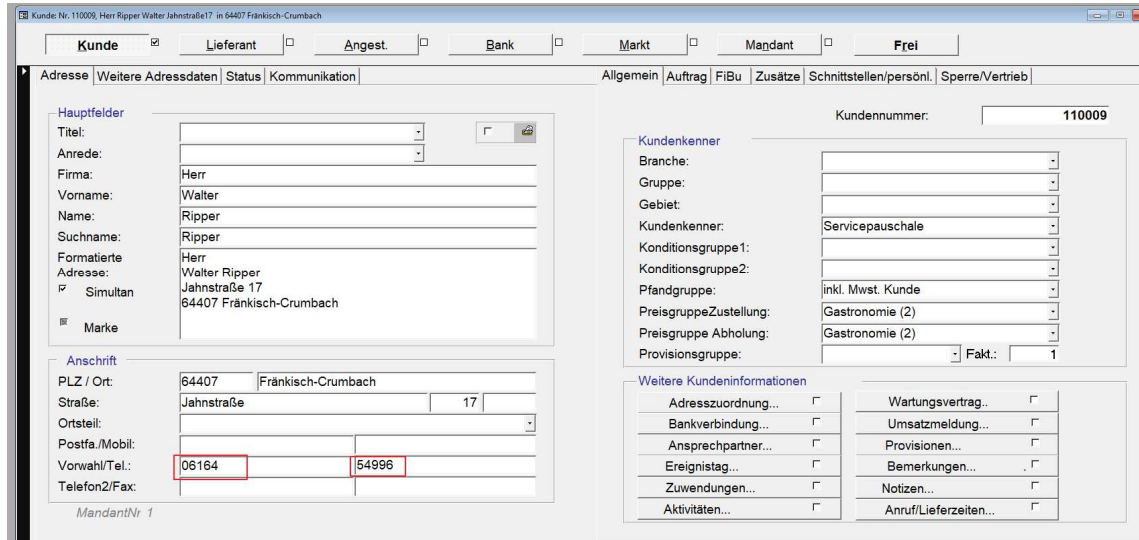 Kunde: Nr. 110009, Herr Ripper Walter Jahnstraße17 in 64407 Fränkisch-Crumbach
Kunde Lieferant Angest. Bank Markt Mandant Frei
Adresse Weitere Adressdaten Status Kommunikation
Hauptfelder
Titel:
Anrede:
Firma: Herr
Vorname: Walter
Name: Ripper
Suchname: Ripper
Formatierte Adresse: Herr
Walter Ripper
Simultan Jahnstraße 17
64407 Fränkisch-Crumbach
Marke
Anschrift
PLZ / Ort: 64407 Fränkisch-Crumbach
Straße: Jahnstraße 17
Ortsteil:
Postfa./Mobil:
Vorwahl/Tel.: 06164 54996
Telefon2/Fax:
MandantNr 1
Allgemein Auftrag FiBu Zusätze Schnittstellen/persönl. Sperre/Vertrieb
Kundennummer: 110009
Kundenkenner
Branche:
Gruppe:
Gebiet:
Kundenkenner: Servicepauschale
Konditionsgruppe1:
Konditionsgruppe2:
Pfandgruppe: inkl. Mwst. Kunde
PreisgruppeZustellung: Gastronomie (2)
Preisgruppe Abholung: Gastronomie (2)
Provisionsgruppe: Fakt.: 1
Weitere Kundeninformationen
Adresszuordnung... Wartungsvertrag..
Bankverbindung... Umsatzmeldung...
Ansprechpartner... Provisionen...
Ereignistag... Bemerkungen...
Zuwendungen... Notizen...
Aktivitäten... Anruf/Lieferzeiten...